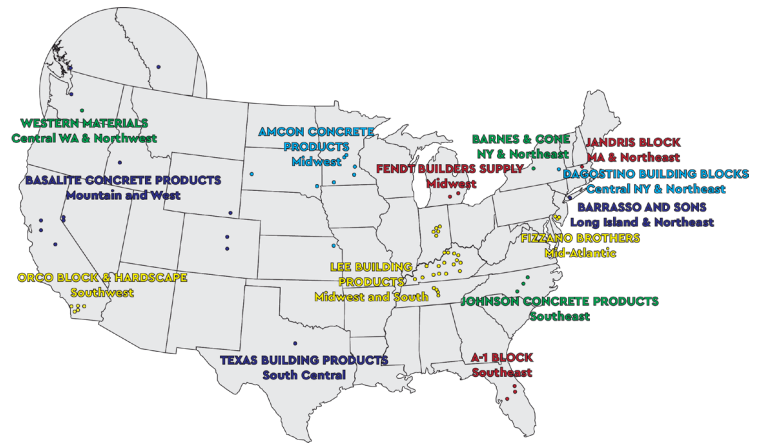 WESTERN MATERIALS
Central WA & Northwest
AMCON CONCRETE
PRODUCTS
Midwest
BARNES & CONE
NY & Northeast
JANDRIS BLOCK
MA & Northeast
FENDT BUILDERS SUPPLY
Midwest
DAGOSTINO BUILDING BLOCKS
Central NY & Northeast
BASALITE CONCRETE PRODUCTS
Mountain and West
BARRASSO AND SONS
Long Island & Northeast
FIZZANO BROTHERS
Mid-Atlantic
ORCO BLOCK & HARDSCAPE
Southwest
LEE BUILDING
PRODUCTS
Midwest and South
JOHNSON CONCRETE PRODUCTS
Southeast
TEXAS BUILDING PRODUCTS
South Central
A-1 BLOCK
Southeast